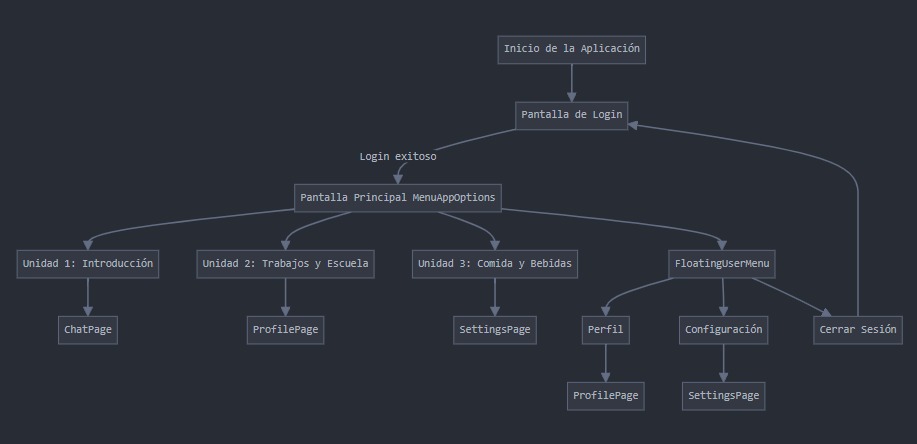 Inicio de la Aplicación
Pantalla de Login
Login exitoso
Pantalla Principal MenuAppOptions
Unidad 1: Introducción
Unidad 2: Trabajos y Escuela
Unidad 3: Comida y Bebidas
FloatingUserMenu
ChatPage
ProfilePage
SettingsPage
Perfil
Configuración
Cerrar Sesión
ProfilePage
SettingsPage